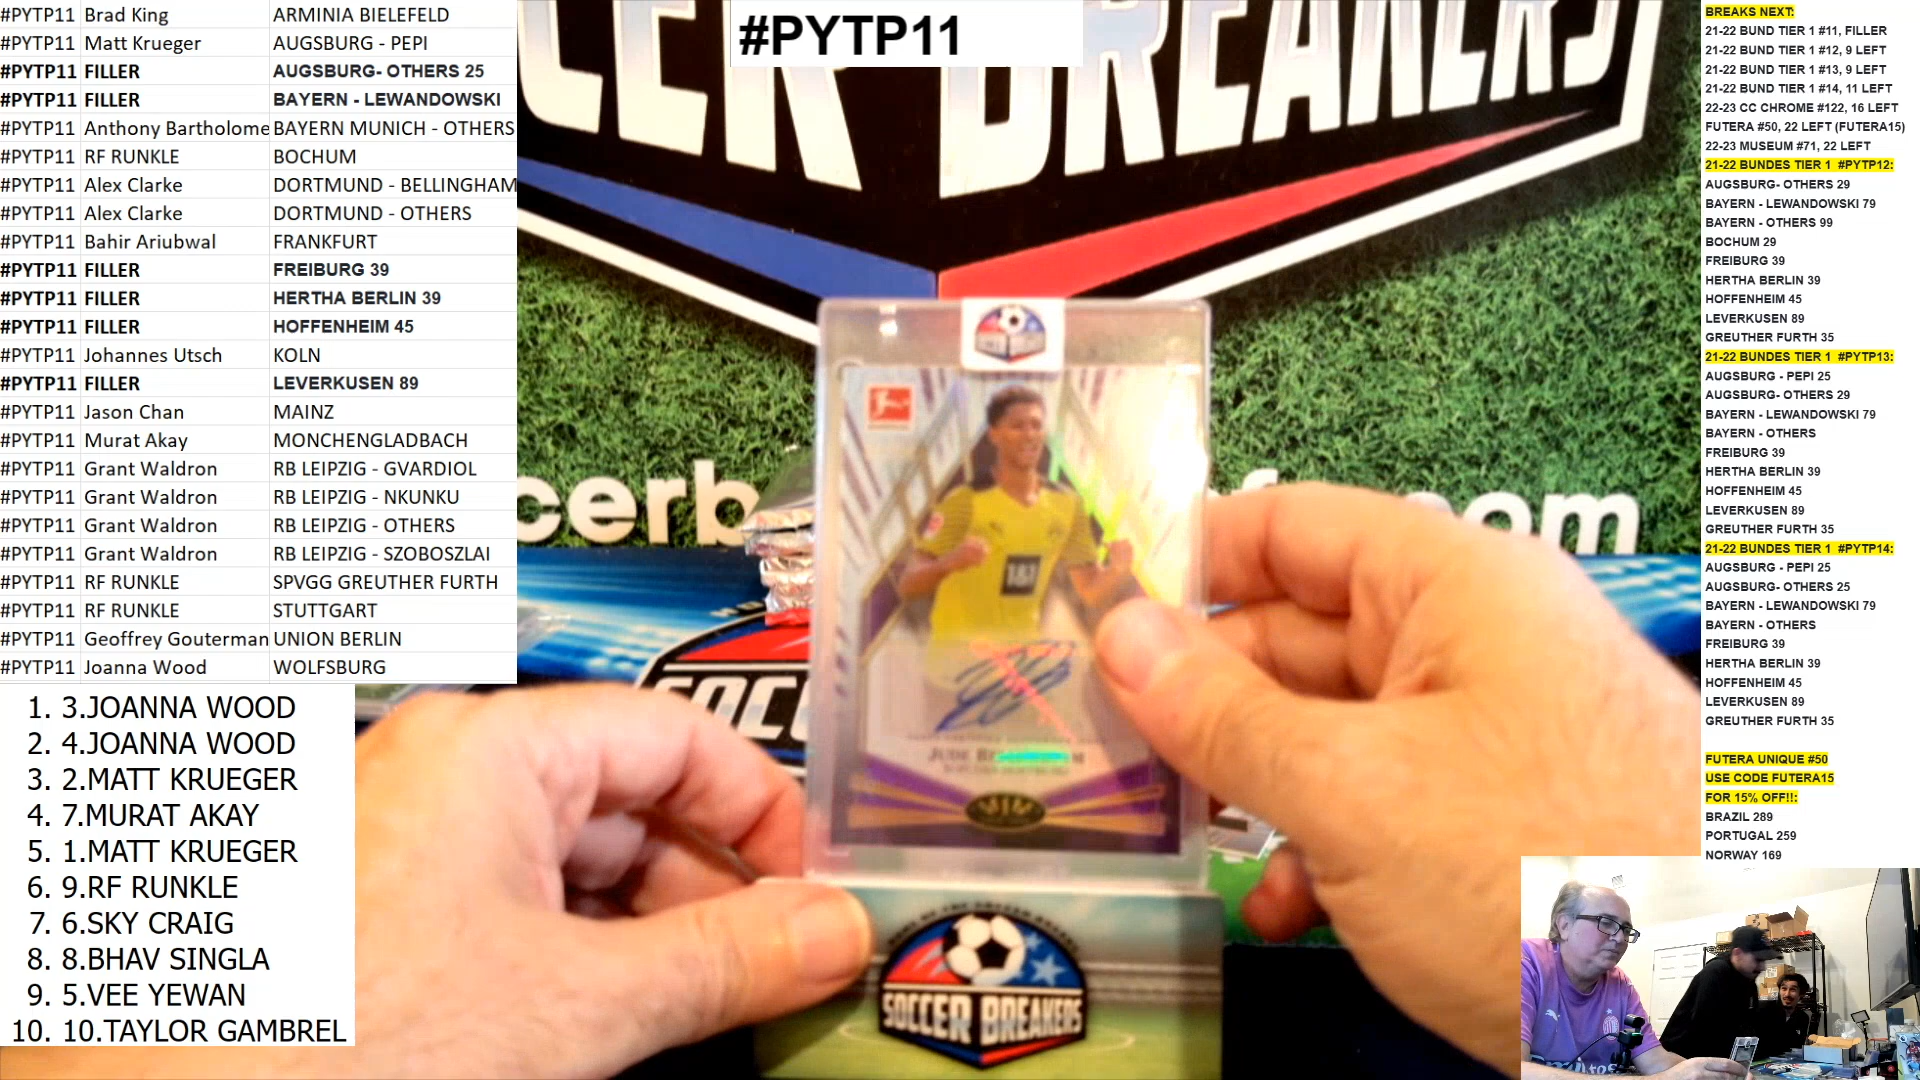 #PYTP11 Brad King ARMINIA BIELEFELD
#PYTP11 Matt Krueger AUGSBURG - PEPI
#PYTP11 FILLER AUGSBURG- OTHERS 25
#PYTP11 FILLER BAYERN - LEWANDOWSKI
#PYTP11 Anthony Bartholome BAYERN MUNICH - OTHERS
#PYTP11 RF RUNKLE BOCHUM
#PYTP11 Alex Clarke DORTMUND - BELLINGHAM
#PYTP11 Alex Clarke DORTMUND - OTHERS
#PYTP11 Bahir Ariubwal FRANKFURT
#PYTP11 FILLER FREIBURG 39
#PYTP11 FILLER HERTHA BERLIN 39
#PYTP11 FILLER HOFFENHEIM 45
#PYTP11 Johannes Utsch KOLN
#PYTP11 FILLER LEVERKUSEN 89
#PYTP11 Jason Chan MAINZ
#PYTP11 Murat Akay MONCHENGLADBACH
#PYTP11 Grant Waldron RB LEIPZIG - GVARDIOL
#PYTP11 Grant Waldron RB LEIPZIG - NKUNKU
#PYTP11 Grant Waldron RB LEIPZIG - OTHERS
#PYTP11 Grant Waldron RB LEIPZIG - SZOBOSZLAI
#PYTP11 RF RUNKLE SPVGG GREUTHER FURTH
#PYTP11 RF RUNKLE STUTTGART
#PYTP11 Geoffrey Gouterman UNION BERLIN
#PYTP11 Joanna Wood WOLFSBURG
1. 3.JOANNA WOOD
2. 4.JOANNA WOOD
3. 2.MATT KRUEGER
4. 7.MURAT AKAY
5. 1.MATT KRUEGER
6. 9.RF RUNKLE
7. 6.SKY CRAIG
8. 8.BHAV SINGLA
9. 5.VEE YEWAN
10. 10.TAYLOR GAMBREL
#PYTP11
CER BREAKERS
cerb
om
SOCC
1&1
JUDE
SOCCER BREAKERS
BREAKS NEXT:
21-22 BUND TIER 1 #11, FILLER
21-22 BUND TIER 1 #12, 9 LEFT
21-22 BUND TIER 1 #13, 9 LEFT
21-22 BUND TIER 1 #14, 11 LEFT
22-23 CC CHROME #122, 16 LEFT
FUTERA #50, 22 LEFT (FUTERA15)
22-23 MUSEUM #71, 22 LEFT
21-22 BUNDES TIER 1 #PYTP12:
AUGSBURG- OTHERS 29
BAYERN - LEWANDOWSKI 79
BAYERN - OTHERS 99
BOCHUM 29
FREIBURG 39
HERTHA BERLIN 39
HOFFENHEIM 45
LEVERKUSEN 89
GREUTHER FURTH 35
21-22 BUNDES TIER 1 #PYTP13:
AUGSBURG - PEPI 25
AUGSBURG- OTHERS 29
BAYERN - LEWANDOWSKI 79
BAYERN - OTHERS
FREIBURG 39
HERTHA BERLIN 39
HOFFENHEIM 45
LEVERKUSEN 89
GREUTHER FURTH 35
21-22 BUNDES TIER 1 #PYTP14:
AUGSBURG - PEPI 25
AUGSBURG- OTHERS 25
BAYERN - LEWANDOWSKI 79
BAYERN - OTHERS
FREIBURG 39
HERTHA BERLIN 39
HOFFENHEIM 45
LEVERKUSEN 89
GREUTHER FURTH 35
FUTERA UNIQUE #50
USE CODE FUTERA15
FOR 15% OFF!!:
BRAZIL 289
PORTUGAL 259
NORWAY 169